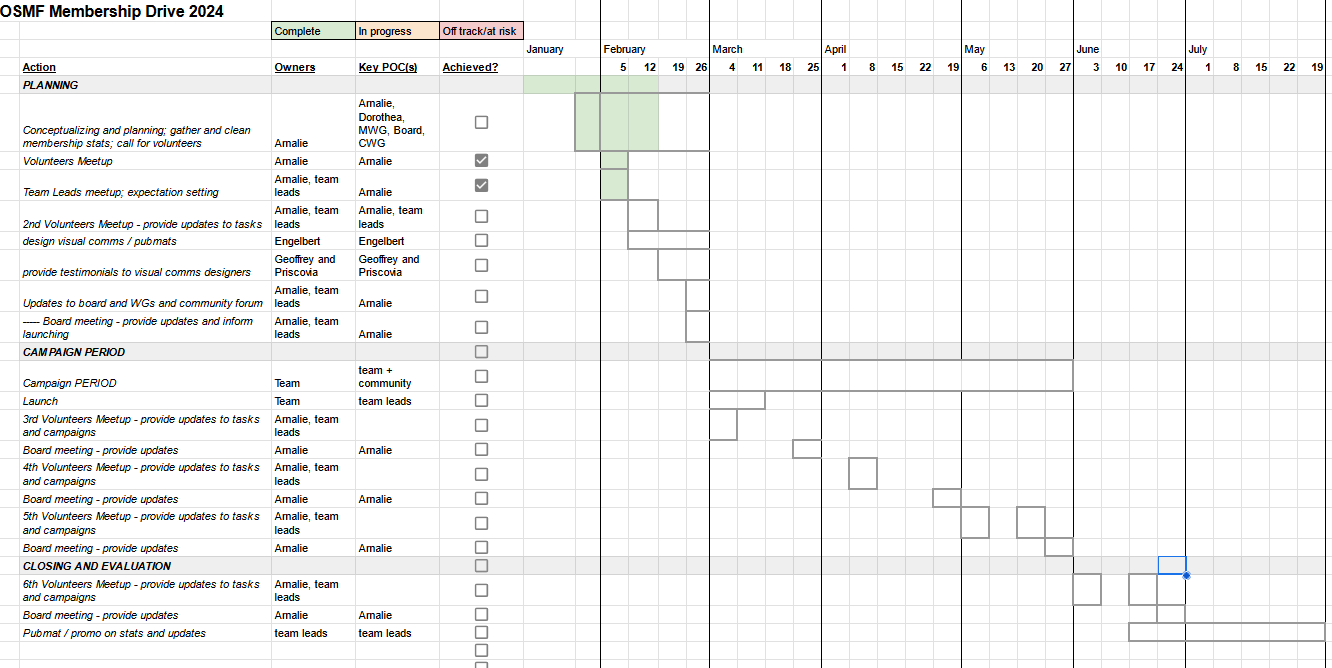 OSMF Membership Drive 2024
Complete In progress Off track/at risk
January February March April May June July
Action Owners Key POC(s) Achieved? 5 12 19 26 4 11 18 25 1 8 15 22 19 6 13 20 27 3 10 17 24 1 8 15 22 19
PLANNING
Conceptualizing and planning; gather and clean
membership stats; call for volunteers
Amalie
Amalie,
Dorothea,
MWG, Board,
CWG
Volunteers Meetup Amalie Amalie
Team Leads meetup; expectation setting
Amalie, team
leads
Amalie
2nd Volunteers Meetup - provide updates to tasks
Amalie, team
leads
Amalie, team
leads
design visual comms / pubmats Engelbert Engelbert
provide testimonials to visual comms designers
Geoffrey and
Priscovia
Geoffrey and
Priscovia
Updates to board and WGs and community forum
Amalie, team
leads
Amalie
----- Board meeting - provide updates and inform
launching
Amalie, team
leads
Amalie
CAMPAIGN PERIOD
Campaign PERIOD
Team
team +
community
Launch Team team leads
3rd Volunteers Meetup - provide updates to tasks
and campaigns
Amalie, team
leads
Board meeting - provide updates Amalie Amalie
4th Volunteers Meetup - provide updates to tasks
and campaigns
Amalie, team
leads
Board meeting - provide updates Amalie Amalie
5th Volunteers Meetup - provide updates to tasks
and campaigns
Amalie, team
leads
Board meeting - provide updates Amalie Amalie
CLOSING AND EVALUATION
6th Volunteers Meetup - provide updates to tasks
and campaigns
Amalie, team
leads
Board meeting - provide updates Amalie Amalie
Pubmat / promo on stats and updates team leads team leads